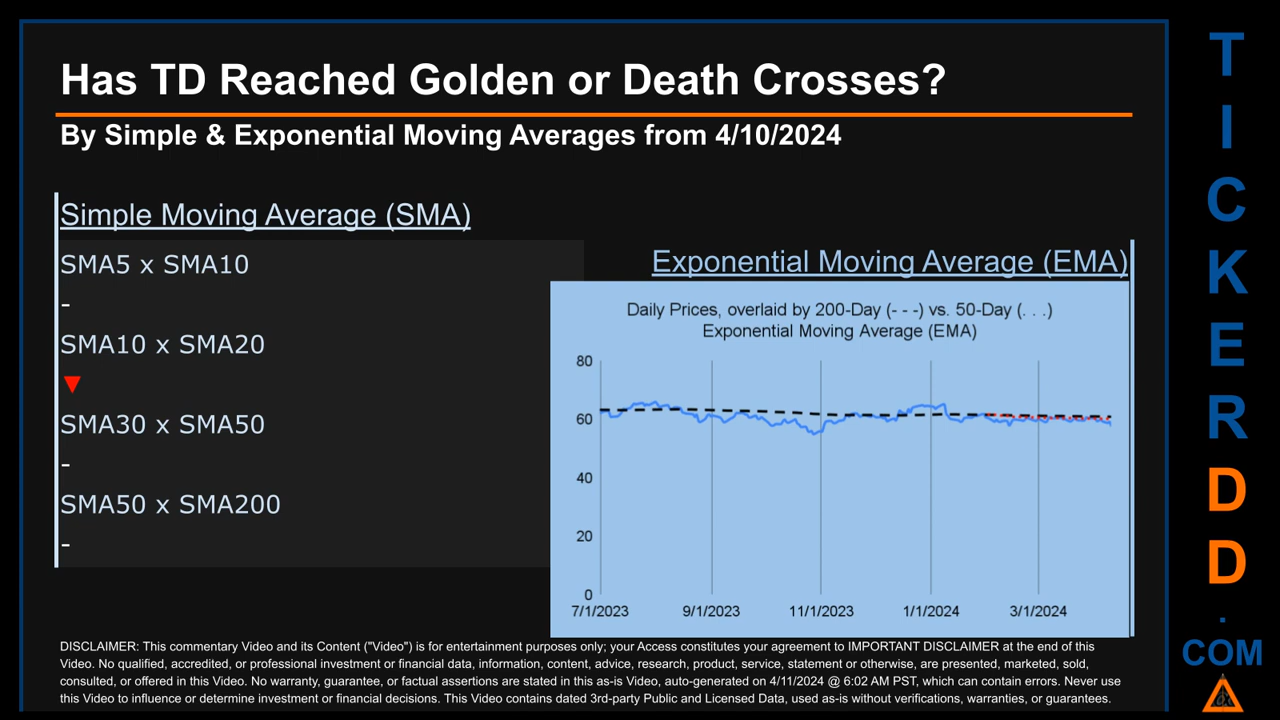 Has TD Reached Golden or Death Crosses?
By Simple & Exponential Moving Averages from 4/10/2024
Simple Moving Average (SMA)
SMA5 x SMA10
-
SMA10 x SMA20
▼
SMA30 x SMA50
-
SMA50 x SMA200
-
Exponential Moving Average (EMA)
Daily Prices, overlaid by 200-Day (- - -) vs. 50-Day (. . .)
Exponential Moving Average (EMA)
80
60
40
20
0
7/1/2023 9/1/2023 11/1/2023 1/1/2024 3/1/2024
DISCLAIMER: This commentary Video and its Content ("Video") is for entertainment purposes only; your Access constitutes your agreement to IMPORTANT DISCLAIMER at the end of this
Video. No qualified, accredited, or professional investment or financial data, information, content, advice, research, product, service, statement or otherwise, are presented, marketed, sold,
consulted, or offered in this Video. No warranty, guarantee, or factual assertions are stated in this as-is Video, auto-generated on 4/11/2024 @ 6:02 AM PST, which can contain errors. Never use
this Video to influence or determine investment or financial decisions. This Video contains dated 3rd-party Public and Licensed Data, used as-is without verifications, warranties, or guarantees.
T
I
C
K
E
R
D
D
.
COM